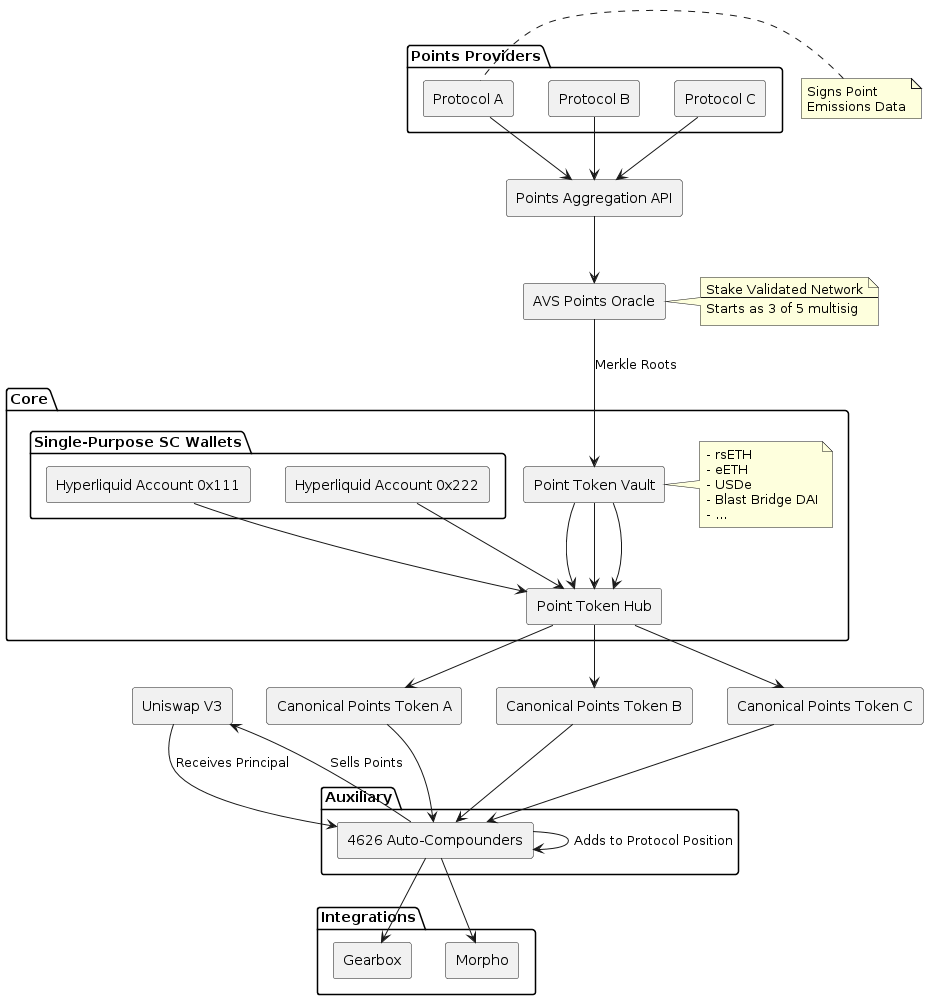 Points Providers
Protocol A
Protocol B
Protocol C
Signs Point
Emissions Data
Points Aggregation API
AVS Points Oracle
Stake Validated Network
Starts as 3 of 5 multisig
Merkle Roots
Core
Single-Purpose SC Wallets
Hyperliquid Account 0x111
Hyperliquid Account 0x222
Point Token Vault
- rsETH
- eETH
- USDe
- Blast Bridge DAI
- ...
Point Token Hub
Uniswap V3
Canonical Points Token A
Canonical Points Token B
Canonical Points Token C
Receives Principal
Sells Points
Auxiliary
4626 Auto-Compounders
Adds to Protocol Position
Integrations
Gearbox
Morpho